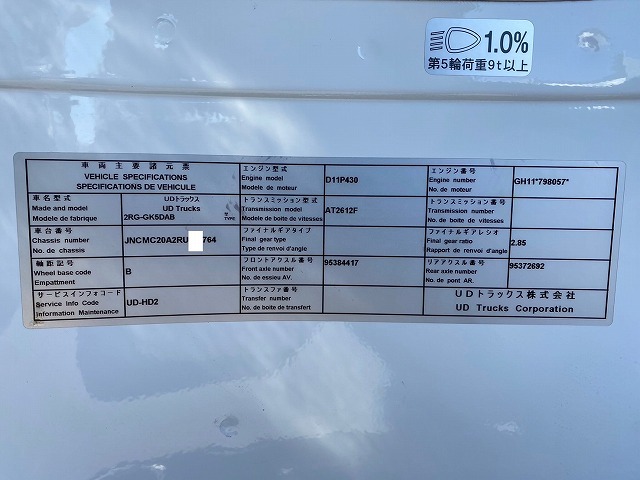 1.0%
第5輪荷重9t以上
車両主要諸元表
VEHICLE SPECIFICATIONS
SPECIFICATIONS DE VEHICULE
エンジン型式
Engine model
Modele de moteur
D11P430
エンジン番号
Engine number
No. de moteur
GH11*798057*
車名型式
Made and model
Modele de fabrique
UDトラックス
UD Trucks
2RG-GK5DAB
型
TYPE
トランスミッション型式
Transmission model
Modele de boite de vitesses
AT2612F
トランスミッション番号
Transmission number
No. de boite de vitesses
車台番号
Chassis number
No. de chassis
JNCMC20A2RU 764
ファイナルギアタイプ
Final gear type
Type de renvoi d'angle
ファイナルギアレシオ
Final gear ratio
Rapport de renvoi d'angle
2.85
軸距記号
Wheel base code
Empattment
B
フロントアクスル番号
Front axle number
No. de essieu AV.
95384417
リアアクスル番号
Rear axle number
No. de pont AR.
95372692
サービスインフォコード
Service Info Code
Information Maintenance
UD-HD2
トランスファ番号
Transfer number
No. de boite de transfert
UDトラックス株式会社
UD Trucks Corporation